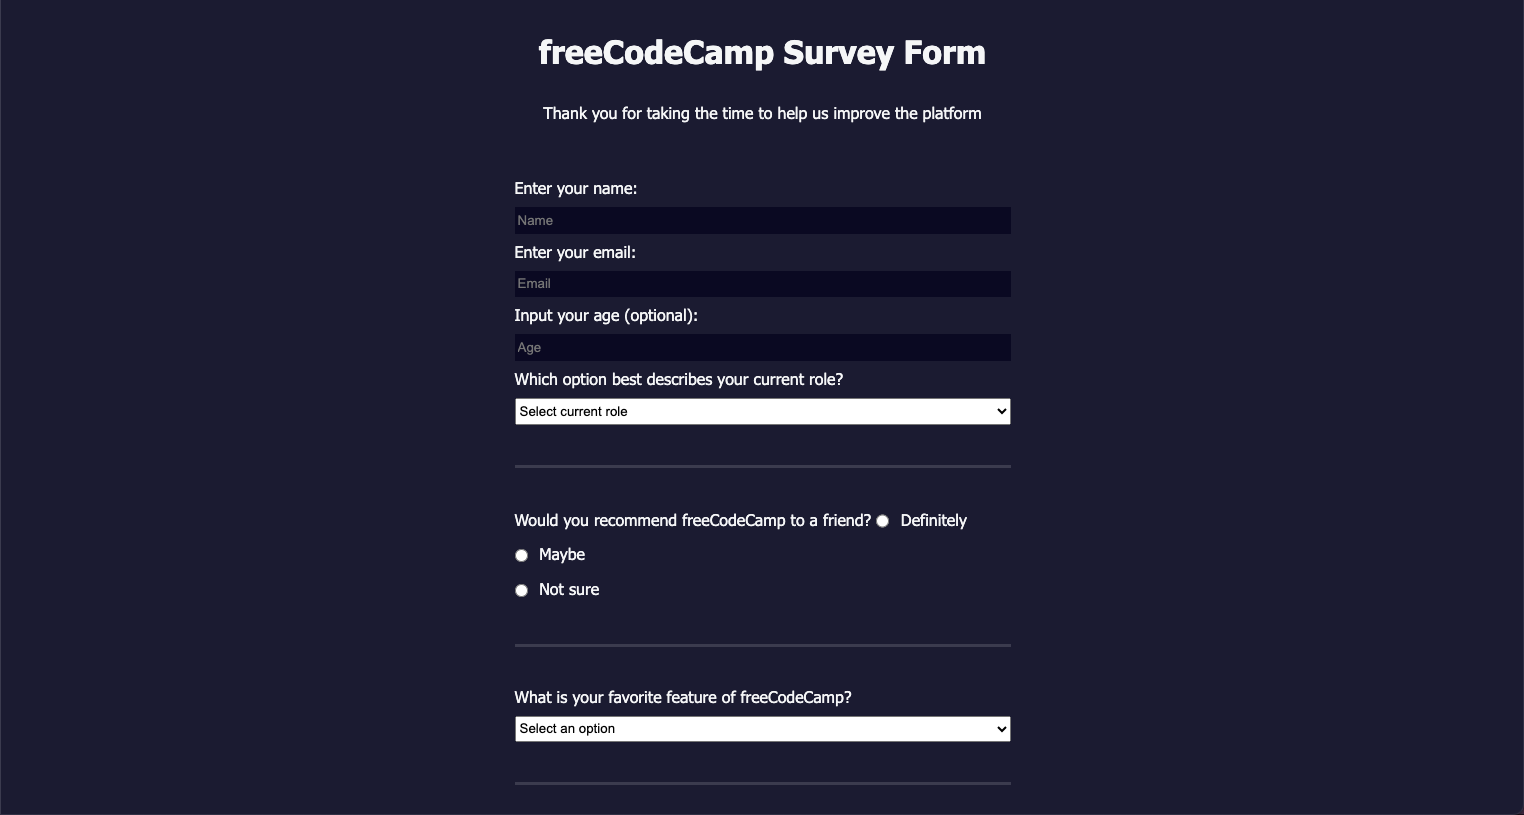 freeCodeCamp Survey Form
Thank you for taking the time to help us improve the platform
Enter your name:
Name
Enter your email:
Email
Input your age (optional):
Age
Which option best describes your current role?
Select current role
Would you recommend freeCodeCamp to a friend? Definitely
Maybe
Not sure
What is your favorite feature of freeCodeCamp?
Select an option